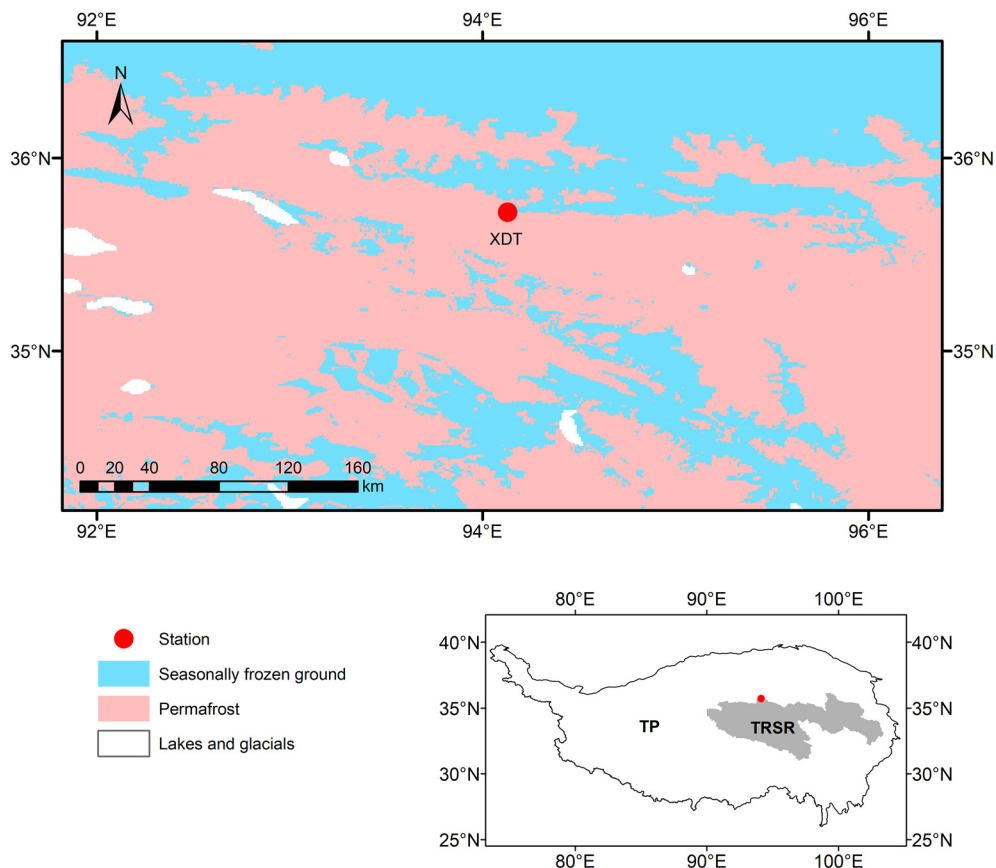 92°E 94°E 96°E
N
36°N 36°N
XDT
35°N 35°N
0 20 40 80 120 160
km
92°E 94°E 96°E
Station
Seasonally frozen ground
Permafrost
Lakes and glacials
80°E 90°E 100°E
40°N 40°N
35°N 35°N
TP TRSR
30°N 30°N
25°N 25°N
80°E 90°E 100°E